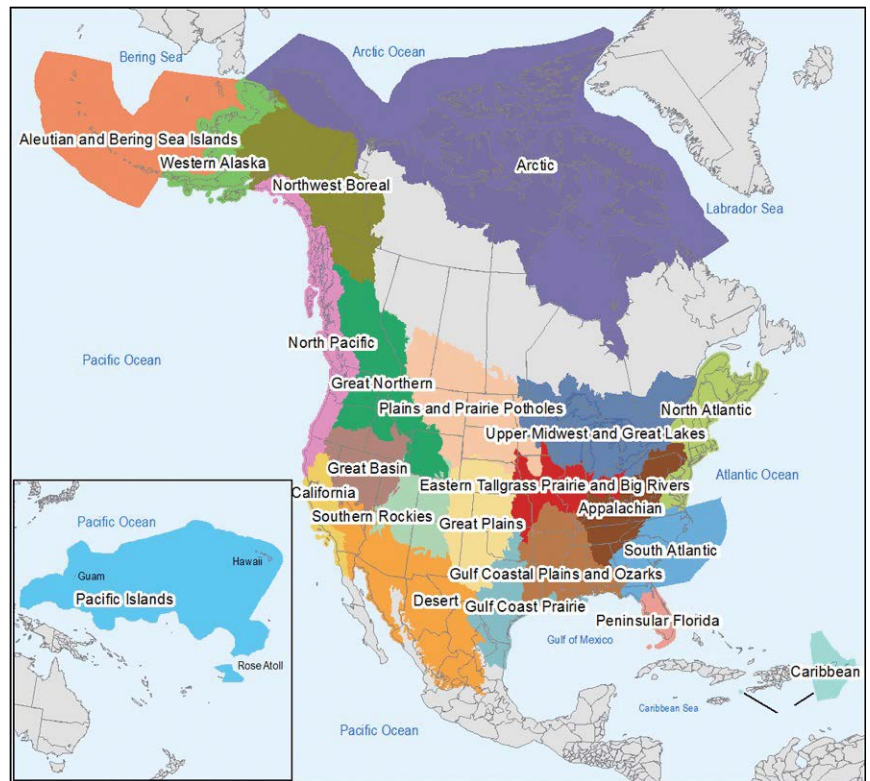 Bering Sea
Arctic Ocean
Aleutian and Bering Sea Islands
Western Alaska
Northwest Boreal
Arctic
Labrador Sea
Pacific Ocean
North Pacific
Great Northern
Plains and Prairie Potholes
North Atlantic
Upper Midwest and Great Lakes
Great Basin
Eastern Tallgrass Prairie and Big Rivers
Atlantic Ocean
California
Southern Rockies
Great Plains
Appalachian
South Atlantic
Gulf Coastal Plains and Ozarks
Desert
Gulf Coast Prairie
Peninsular Florida
Gulf of Mexico
Caribbean
Caribbean Sea
Pacific Ocean
Pacific Ocean
Hawaii
Guam
Pacific Islands
Rose Atoll